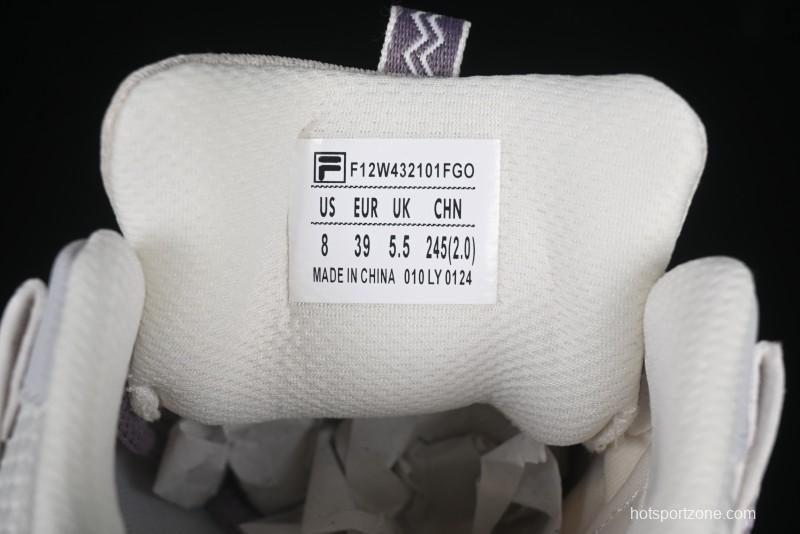 F F12W432101FGO
US EUR UK CHN
8 39 5.5 245(2.0)
MADE IN CHINA 010 LY 0124
hotsportzone.com